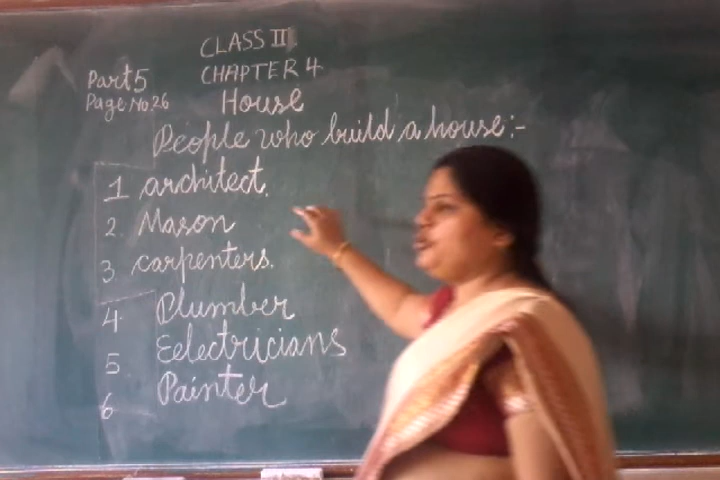 CLASS II
Part 5 CHAPTER 4
Page No. 26 House
People who build a house :-
1 architect.
2. Mason
3 carpenters.
4. Plumber
5. Eelectricians
6 Painter